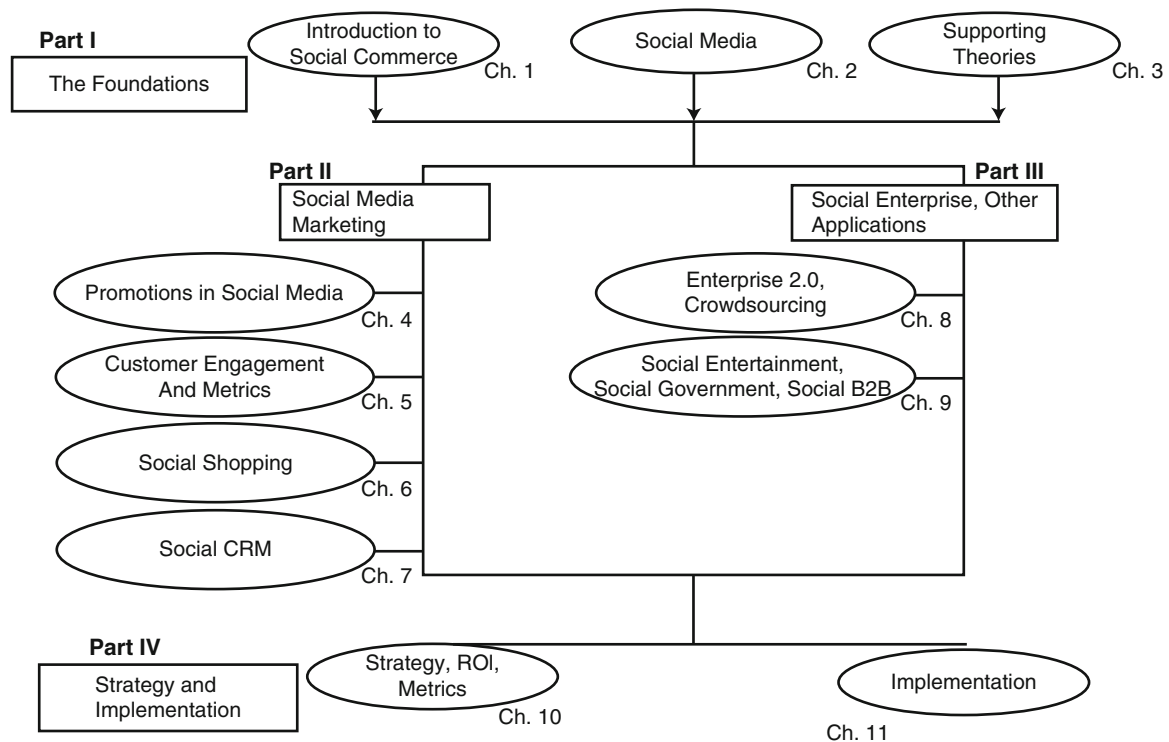 Part I
The Foundations
Introduction to
Social Commerce
Ch. 1
Social Media
Ch. 2
Supporting
Theories
Ch. 3
Part II
Social Media
Marketing
Part III
Social Enterprise, Other
Applications
Promotions in Social Media
Ch. 4
Customer Engagement
And Metrics
Ch. 5
Social Shopping
Ch. 6
Social CRM
Ch. 7
Enterprise 2.0,
Crowdsourcing
Ch. 8
Social Entertainment,
Social Government, Social B2B
Ch. 9
Part IV
Strategy and
Implementation
Strategy, ROI,
Metrics
Ch. 10
Implementation
Ch. 11